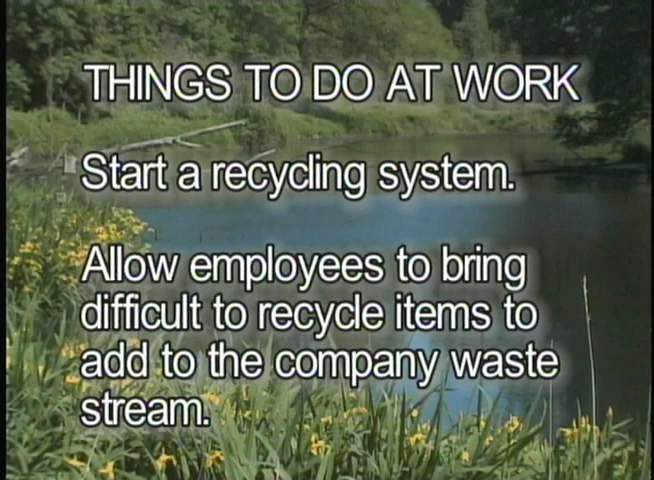 THINGS TO DO AT WORK
Start a recycling system.
Allow employees to bring
difficult to recycle items to
add to the company waste
stream.